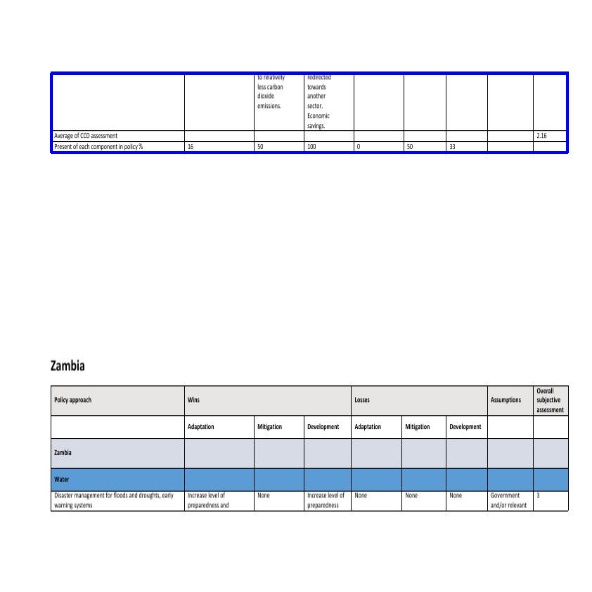 to relativity redirected
less carbon towards
dioxide another
emissions. sector.
Economic
savings.
Average of CCD assessment 2.16
Present of each component in policy % 16 50 100 0 50 33
Zambia
Policy approach Wins Losses Assumptions Overall subjective assessment
Adaptation Mitigation Development Adaptation Mitigation Development
Zambia
Water
Disaster management for floods and droughts, early Increase level of None Increase level of None None None Government 3
warning systems preparedness and preparedness and/or relevant